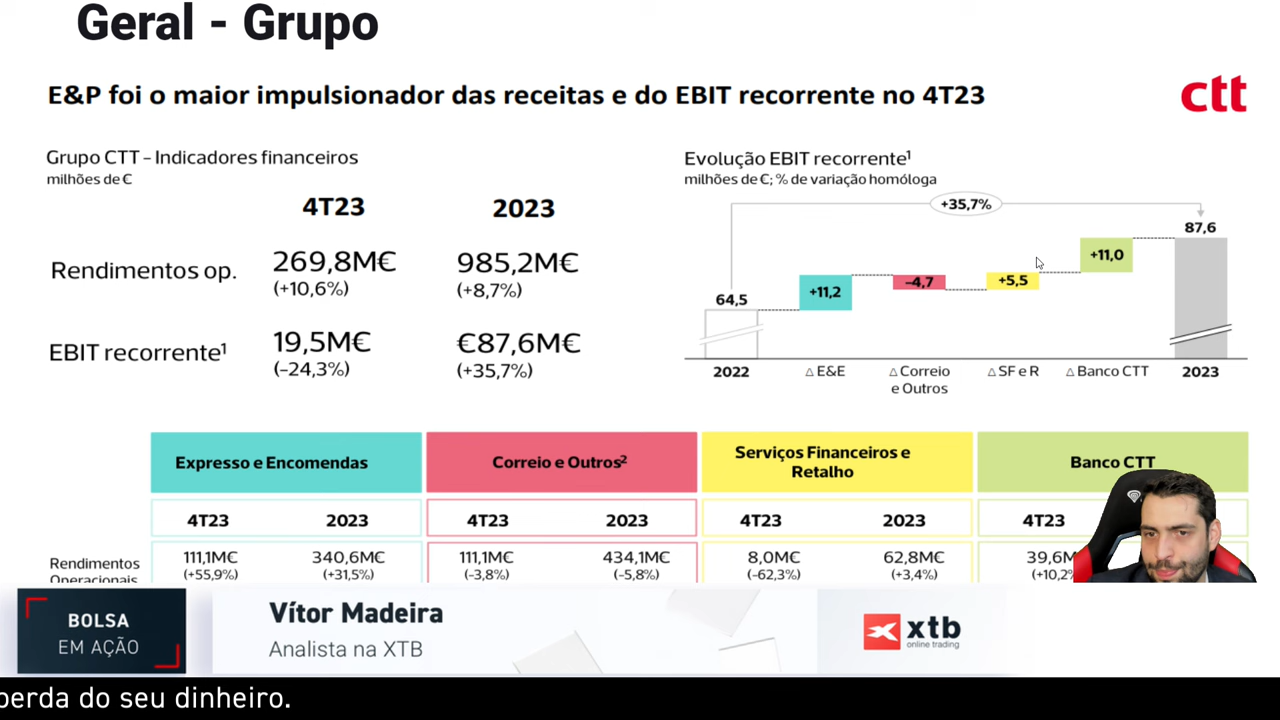 Geral - Grupo
E&P foi o maior impulsionador das receitas e do EBIT recorrente no 4T23
ctt
Grupo CTT – Indicadores financeiros
milhões de €
4T23 2023
Rendimentos op. 269,8M€ 985,2M€
(+10,6%) (+8,7%)
EBIT recorrente¹ 19,5M€ €87,6M€
(–24,3%) (+35,7%)
Evolução EBIT recorrente¹
milhões de €; % de variação homóloga
+35,7%
87,6
+11,0
+5,5
–4,7
+11,2
64,5
2022 △ E&E △ Correio e Outros △ SF e R △ Banco CTT 2023
Expresso e Encomendas Correio e Outros² Serviços Financeiros e Retalho Banco CTT
4T23 2023 4T23 2023 4T23 2023 4T23
Rendimentos Operacionais 111,1M€ 340,6M€ 111,1M€ 434,1M€ 8,0M€ 62,8M€ 39,6M
(+55,9%) (+31,5%) (–3,8%) (–5,8%) (–62,3%) (+3,4%) (+10,2%
BOLSA
EM AÇÃO
Vítor Madeira
Analista na XTB
xtb
online trading
perda do seu dinheiro.